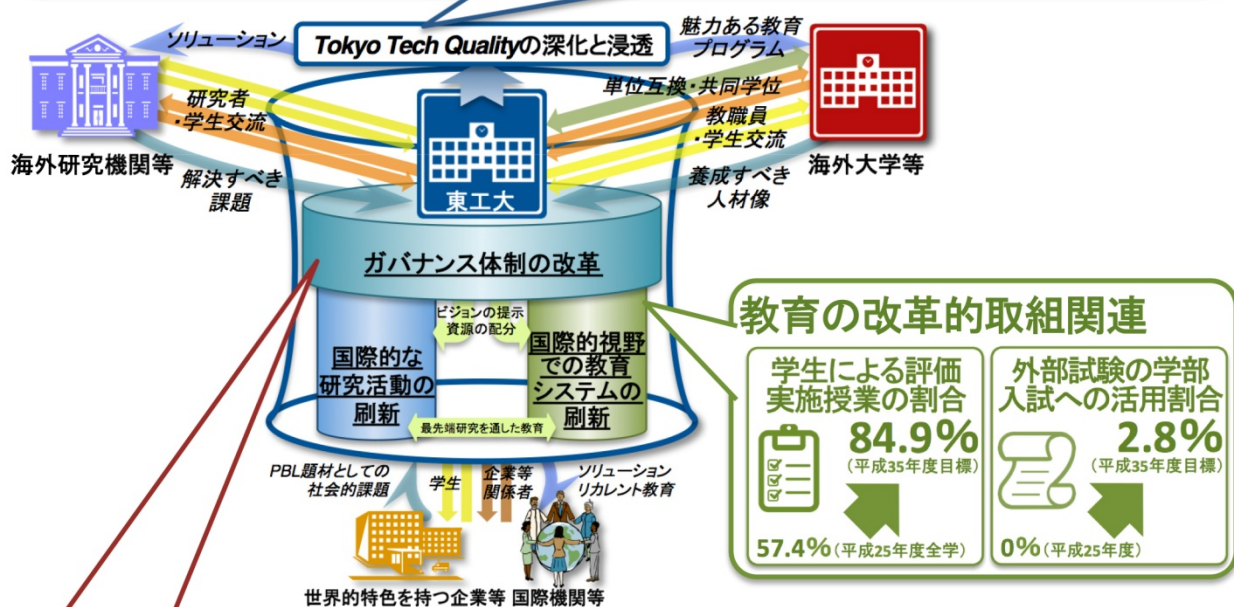 ソリューション
Tokyo Tech Qualityの深化と浸透
魅力ある教育
プログラム
単位互換・共同学位
研究者
・学生交流
教職員
・学生交流
海外研究機関等
海外大学等
解決すべき
課題
東工大
養成すべき
人材像
ガバナンス体制の改革
ビジョンの提示
資源の配分
国際的な
研究活動の
刷新
国際的視野
での教育
システムの
刷新
最先端研究を通した教育
PBL題材としての
社会的課題
学生
企業等
関係者
ソリューション
リカレント教育
世界的特色を持つ企業等
国際機関等
教育の改革的取組関連
学生による評価
実施授業の割合
84.9%
(平成35年度目標)
57.4%(平成25年度全学)
外部試験の学部
入試への活用割合
2.8%
(平成35年度目標)
0%(平成25年度)